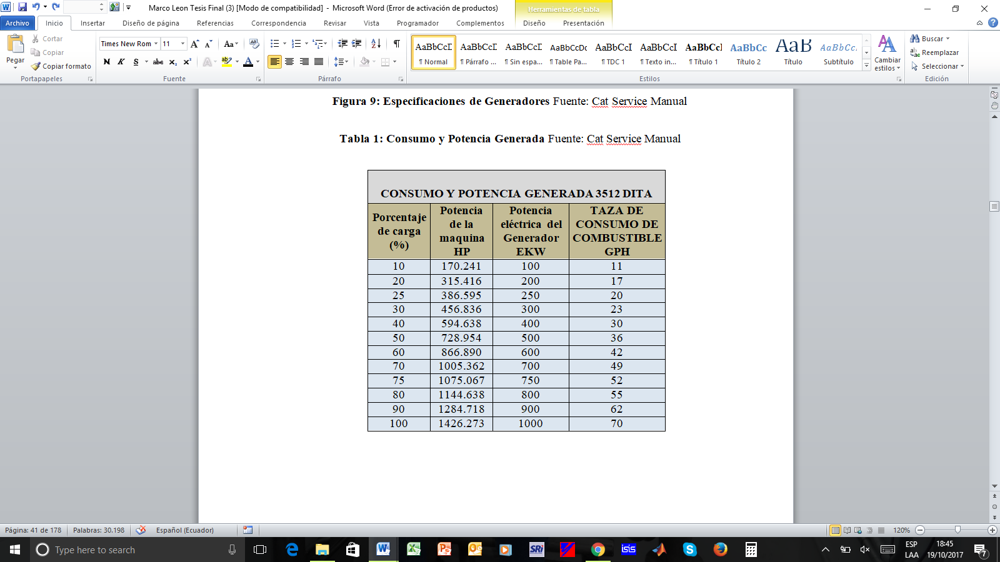 Marco Leon Tesis Final (3) [Modo de compatibilidad] - Microsoft Word (Error de activación de productos)
Herramientas de tabla
Archivo Inicio Insertar Diseño de página Referencias Correspondencia Revisar Vista Programador Complementos Diseño Presentación
Pegar
Cortar
Copiar
Copiar formato
Portapapeles
Times New Rom 11
N K S abc x₂ x²
Fuente
Párrafo
AaBbCcD AaBbCcD AaBbCcD AaBbCcDc AaBbCcI AaBbCcI AaBbCcI AaBbCc AaB AaBbCc.
¶ Normal ¶ Párrafo ... ¶ Sin espa... ¶ Table Pa... ¶ TDC 1 ¶ Texto in... ¶ Título 1 Título 2 Título Subtítulo
Estilos
Cambiar
estilos
Buscar
Reemplazar
Seleccionar
Edición
Figura 9: Especificaciones de Generadores Fuente: Cat Service Manual
Tabla 1: Consumo y Potencia Generada Fuente: Cat Service Manual
CONSUMO Y POTENCIA GENERADA 3512 DITA
Porcentaje
de carga
(%)
Potencia
de la
maquina
HP
Potencia
eléctrica del
Generador
EKW
TAZA DE
CONSUMO DE
COMBUSTIBLE
GPH
10 170.241 100 11
20 315.416 200 17
25 386.595 250 20
30 456.836 300 23
40 594.638 400 30
50 728.954 500 36
60 866.890 600 42
70 1005.362 700 49
75 1075.067 750 52
80 1144.638 800 55
90 1284.718 900 62
100 1426.273 1000 70
Página: 41 de 178 Palabras: 30.198 Español (Ecuador) 120%
Type here to search
SRi
isis
ESP
LAA
18:45
19/10/2017
7